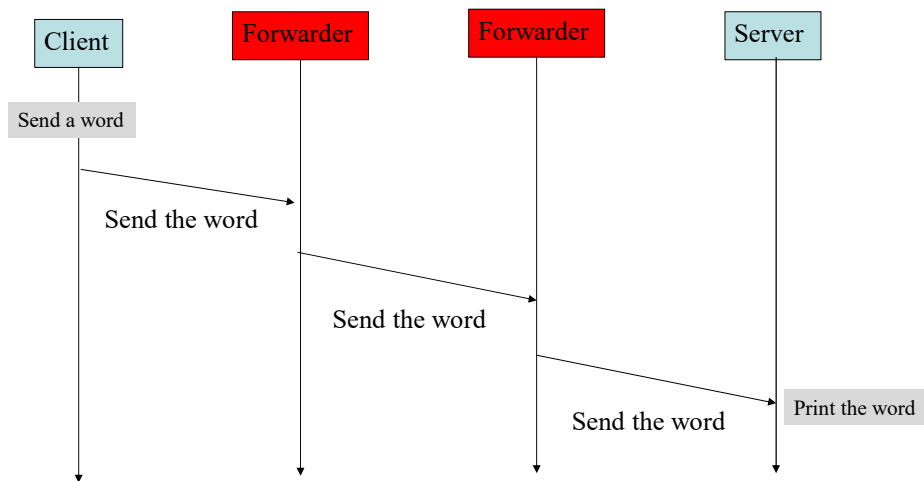 Client
Forwarder
Forwarder
Server
Send a word
Send the word
Send the word
Send the word
Print the word